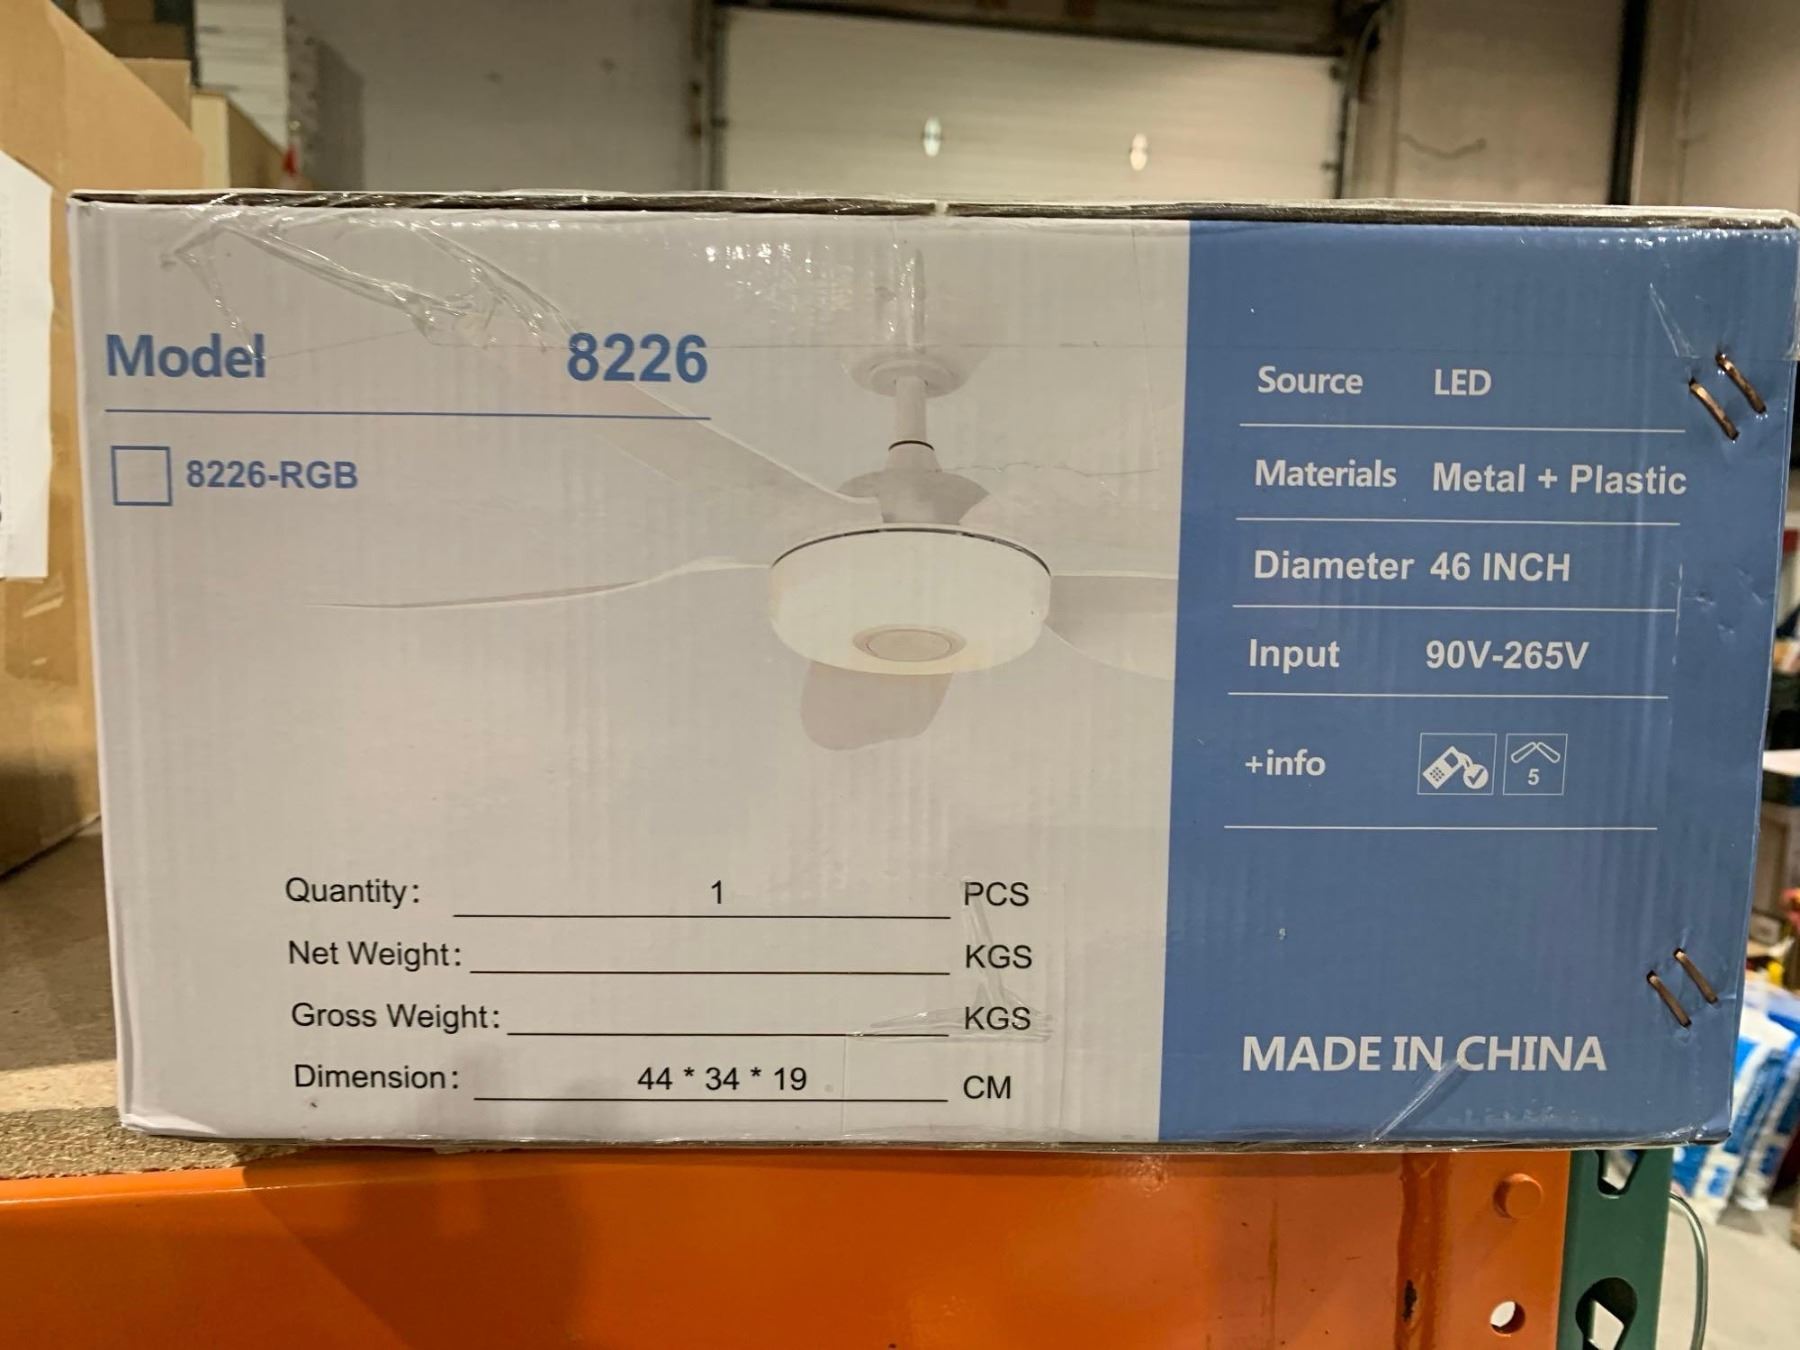 Model 8226
8226-RGB
Source LED
Materials Metal + Plastic
Diameter 46 INCH
Input 90V-265V
+info
5
Quantity: 1 PCS
Net Weight: KGS
Gross Weight: KGS
Dimension: 44 * 34 * 19 CM
MADE IN CHINA